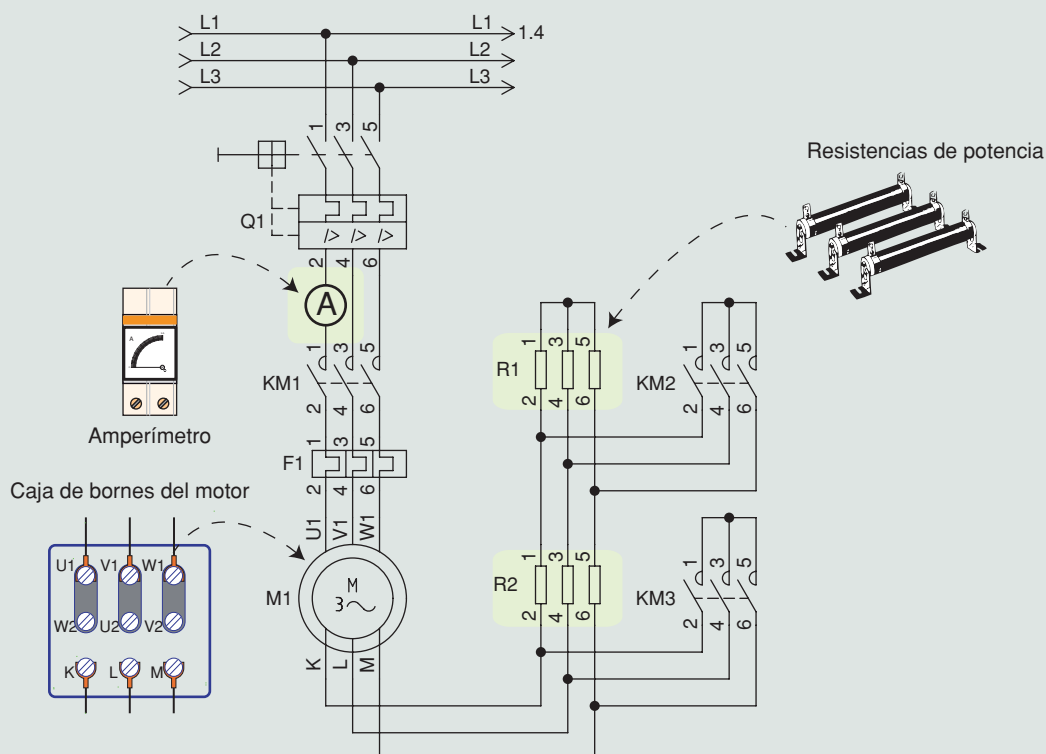 L1 L1 1.4
L2 L2
L3 L3
1 3 5
Resistencias de potencia
Q1
I> I> I>
2 4 6
A
1 3 5
KM1
2 4 6
Amperímetro
A
1 3 5
R1
2 4 6
1 3 5
KM2
2 4 6
1 3 5
F1
2 4 6
Caja de bornes del motor
U1 V1 W1
U1 V1 W1
W2 U2 V2
K L M
M1
M
3
K L M
1 3 5
R2
2 4 6
1 3 5
KM3
2 4 6